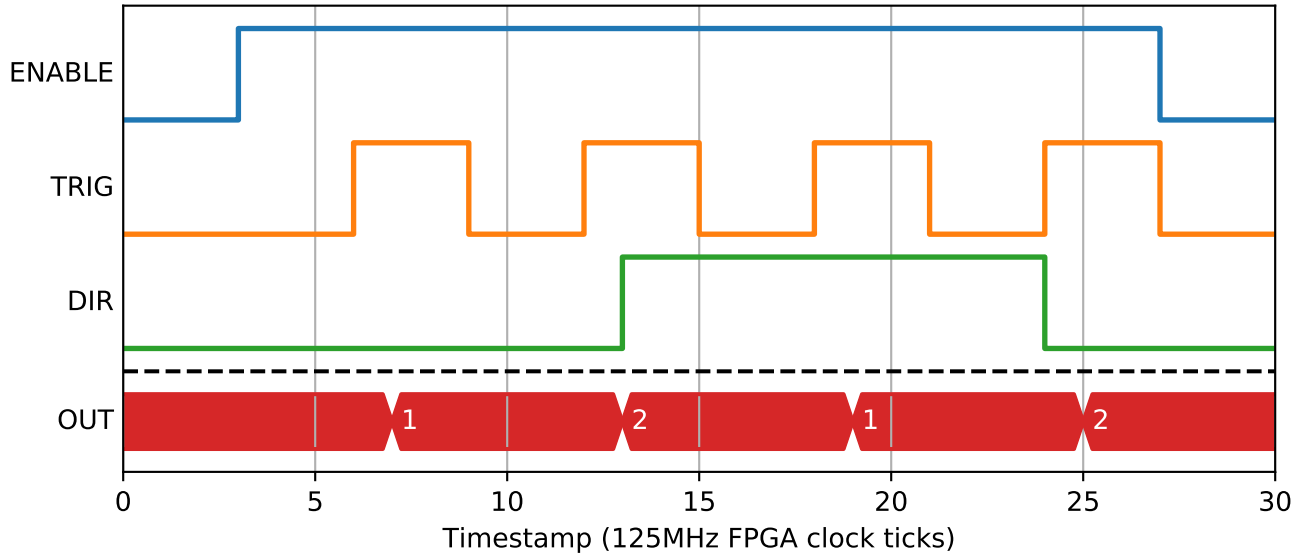 ENABLE
TRIG
DIR
OUT 1 2 1 2
0 5 10 15 20 25 30
Timestamp (125MHz FPGA clock ticks)